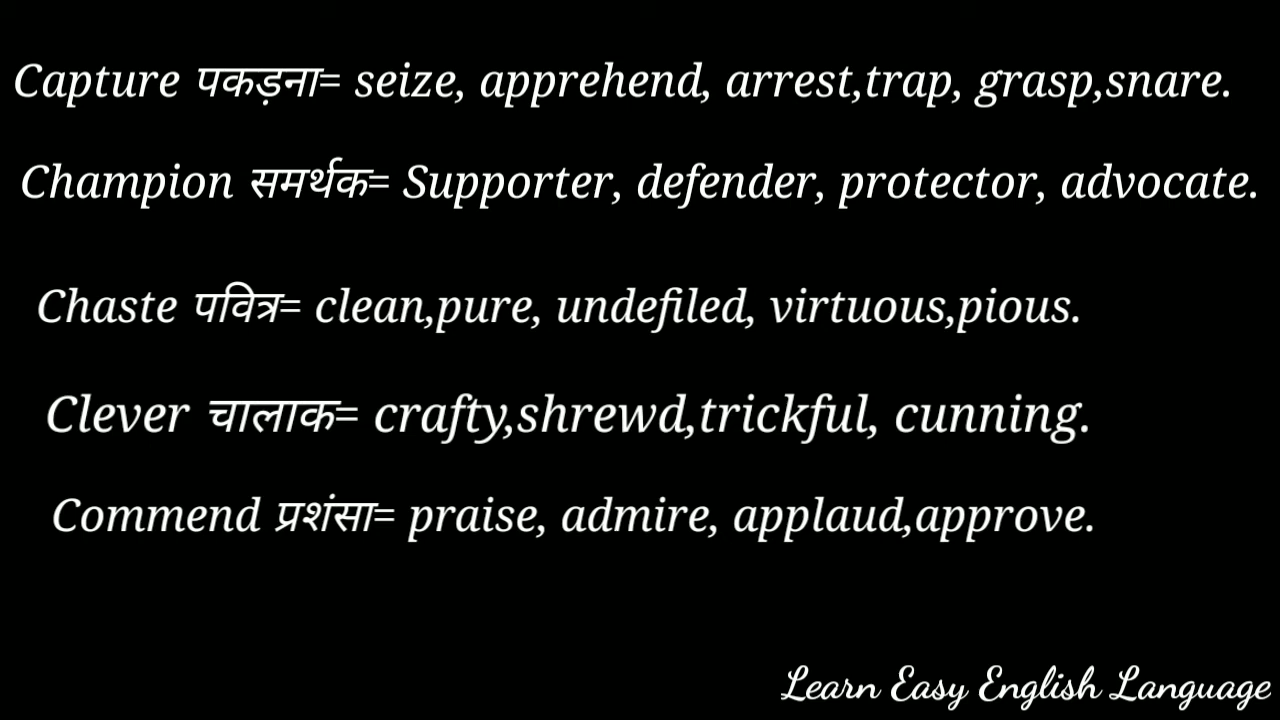 Capture पकड़ना= seize, apprehend, arrest,trap, grasp,snare.
Champion समर्थक= Supporter, defender, protector, advocate.
Chaste पवित्र= clean,pure, undefiled, virtuous,pious.
Clever चालाक= crafty,shrewd,trickful, cunning.
Commend प्रशंसा= praise, admire, applaud,approve.
Learn Easy English Language